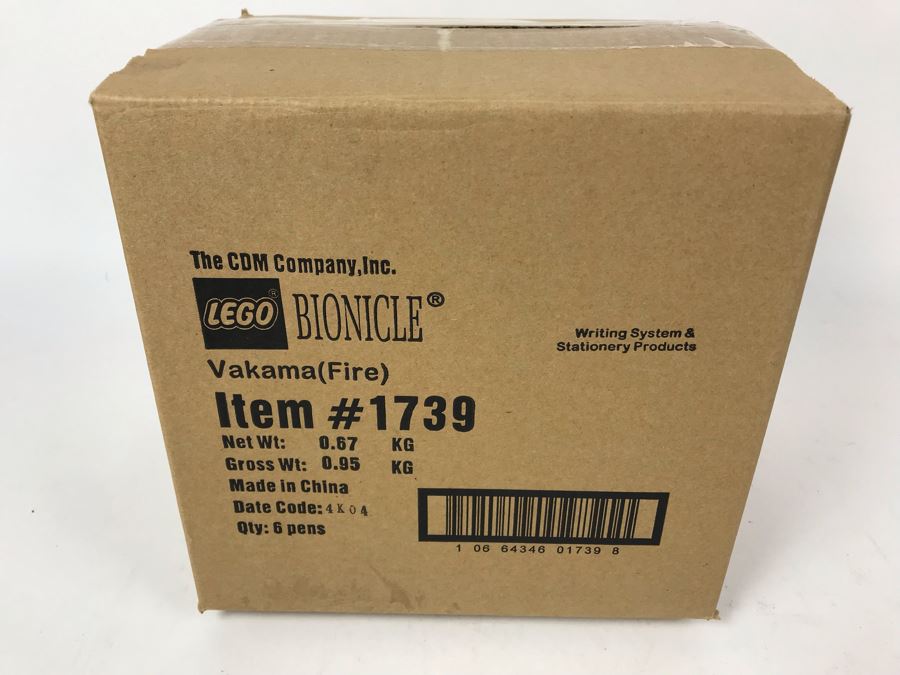 The CDM Company,Inc.
LEGO® BIONICLE®
Writing System &
Stationery Products
Vakama(Fire)
Item #1739
Net Wt: 0.67 KG
Gross Wt: 0.95 KG
Made in China
Date Code: 4K04
Qty: 6 pens
1 06 64346 01739 8